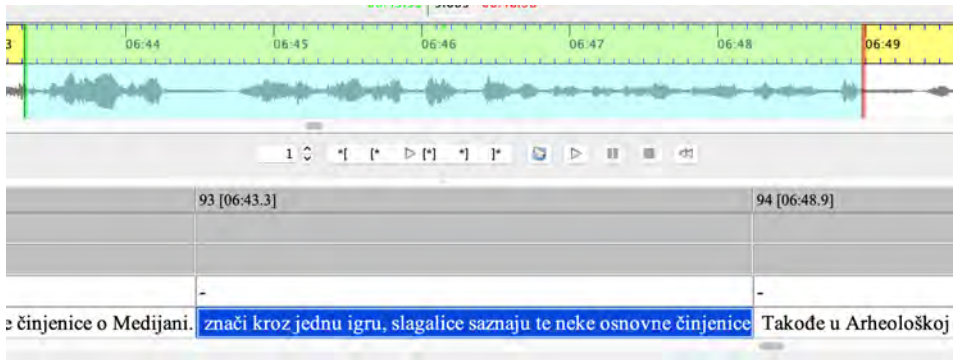 06:44 06:45 06:46 06:47 06:48 06:49
1 *[ [* [*] *] ]*
93 [06:43.3] 94 [06:48.9]
- -
činjenice o Medijani. znači kroz jednu igru, slagalice saznaju te neke osnovne činjenice Takođe u Arheološkoj